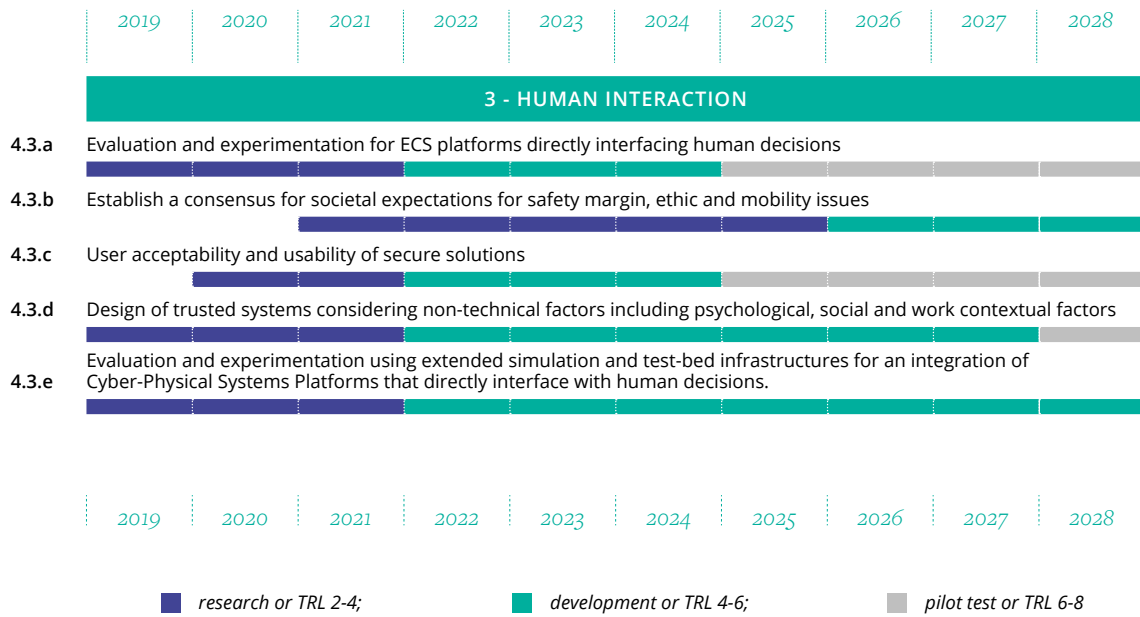 2019 2020 2021 2022 2023 2024 2025 2026 2027 2028
3 - HUMAN INTERACTION
4.3.a Evaluation and experimentation for ECS platforms directly interfacing human decisions
4.3.b Establish a consensus for societal expectations for safety margin, ethic and mobility issues
4.3.c User acceptability and usability of secure solutions
4.3.d Design of trusted systems considering non-technical factors including psychological, social and work contextual factors
Evaluation and experimentation using extended simulation and test-bed infrastructures for an integration of
4.3.e Cyber-Physical Systems Platforms that directly interface with human decisions.
2019 2020 2021 2022 2023 2024 2025 2026 2027 2028
research or TRL 2-4; development or TRL 4-6; pilot test or TRL 6-8